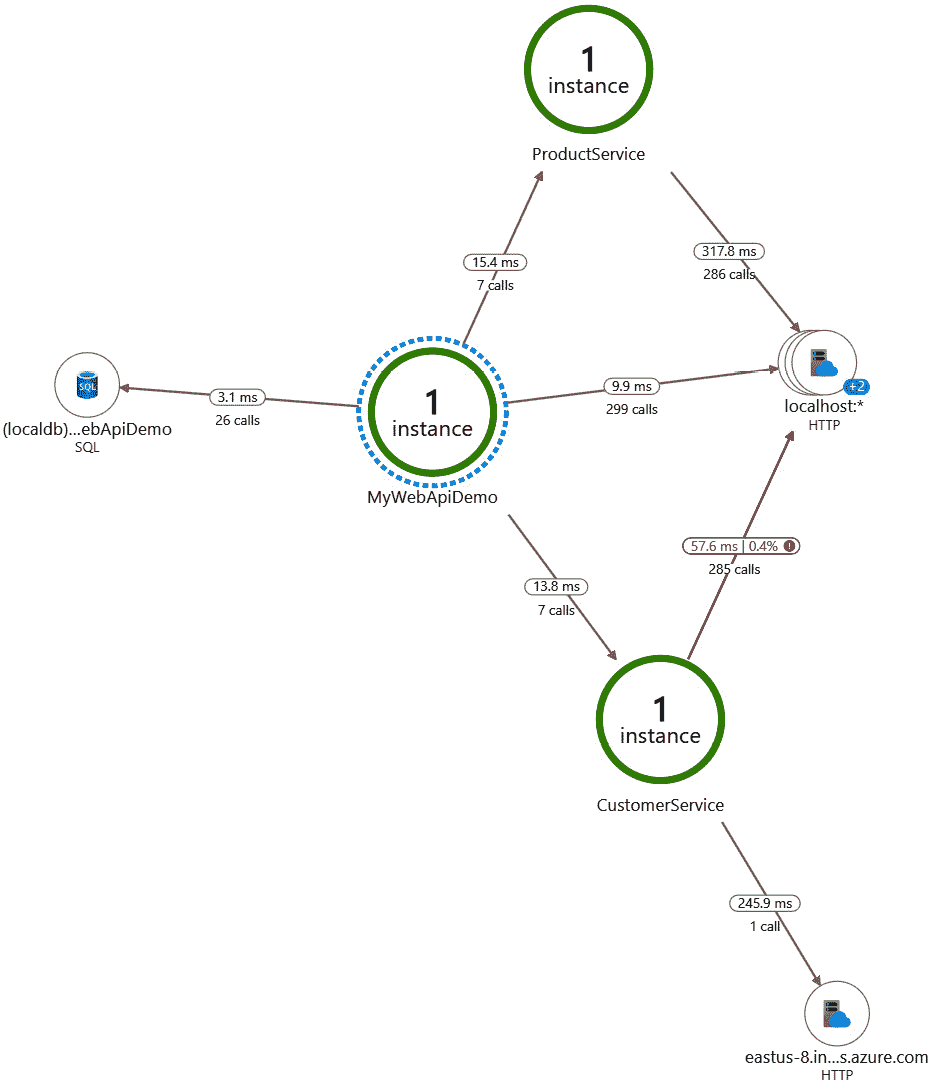 1
instance
ProductService
15.4 ms
7 calls
317.8 ms
286 calls
SQL
(localdb)...ebApiDemo
SQL
3.1 ms
26 calls
1
instance
MyWebApiDemo
9.9 ms
299 calls
+2
localhost:*
HTTP
57.6 ms | 0.4% !
285 calls
13.8 ms
7 calls
1
instance
CustomerService
245.9 ms
1 call
eastus-8.in...s.azure.com
HTTP